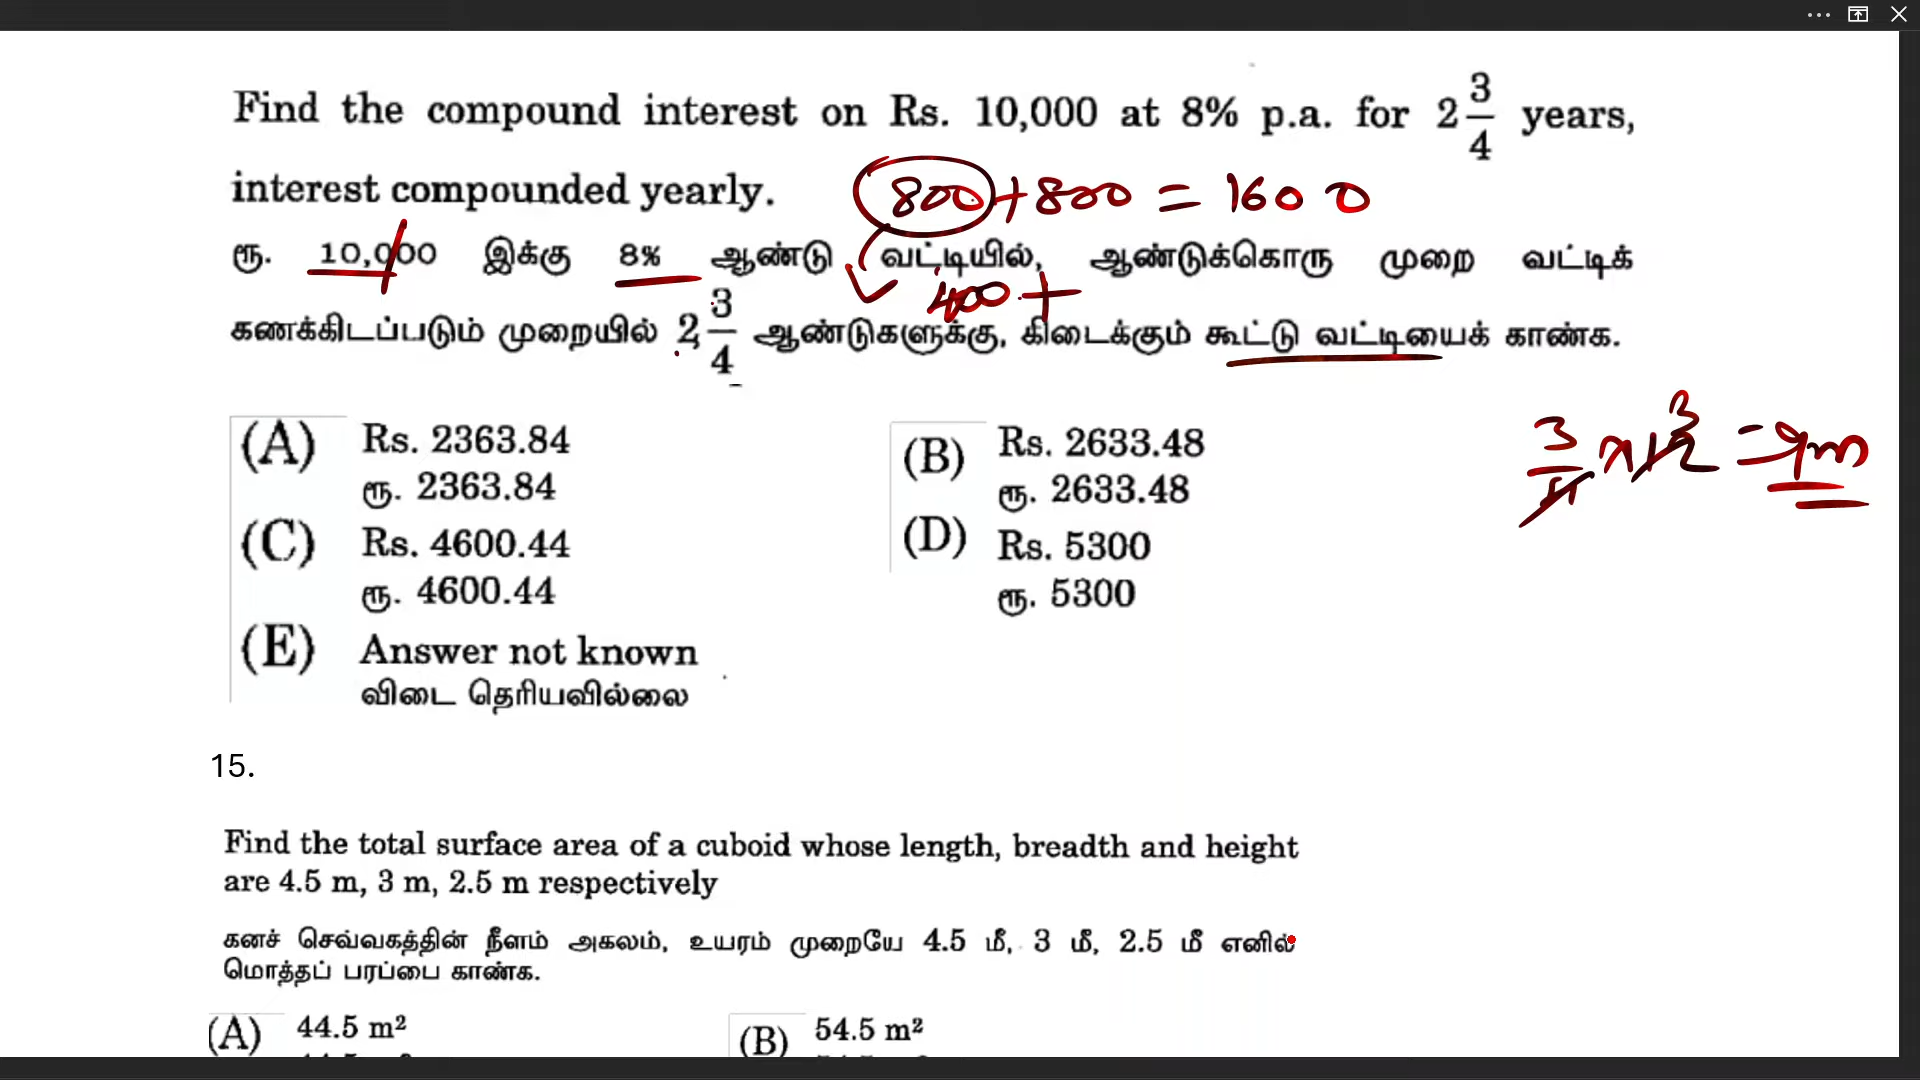 Find the compound interest on Rs. 10,000 at 8% p.a. for 2 3/4 years,
interest compounded yearly.
800 + 800 = 1600
ரூ. 10,000 இக்கு 8% ஆண்டு வட்டியில், ஆண்டுக்கொரு முறை வட்டிக்
400 +
கணக்கிடப்படும் முறையில் 2 3/4 ஆண்டுகளுக்கு, கிடைக்கும் கூட்டு வட்டியைக் காண்க.
(A) Rs. 2363.84 (B) Rs. 2633.48
ரூ. 2363.84 ரூ. 2633.48
3/4 x 12 3 = 9m
(C) Rs. 4600.44 (D) Rs. 5300
ரூ. 4600.44 ரூ. 5300
(E) Answer not known
விடை தெரியவில்லை
15.
Find the total surface area of a cuboid whose length, breadth and height
are 4.5 m, 3 m, 2.5 m respectively
கனச் செவ்வகத்தின் நீளம் அகலம், உயரம் முறையே 4.5 மீ, 3 மீ, 2.5 மீ எனில்
மொத்தப் பரப்பை காண்க.
(A) 44.5 m² (B) 54.5 m²